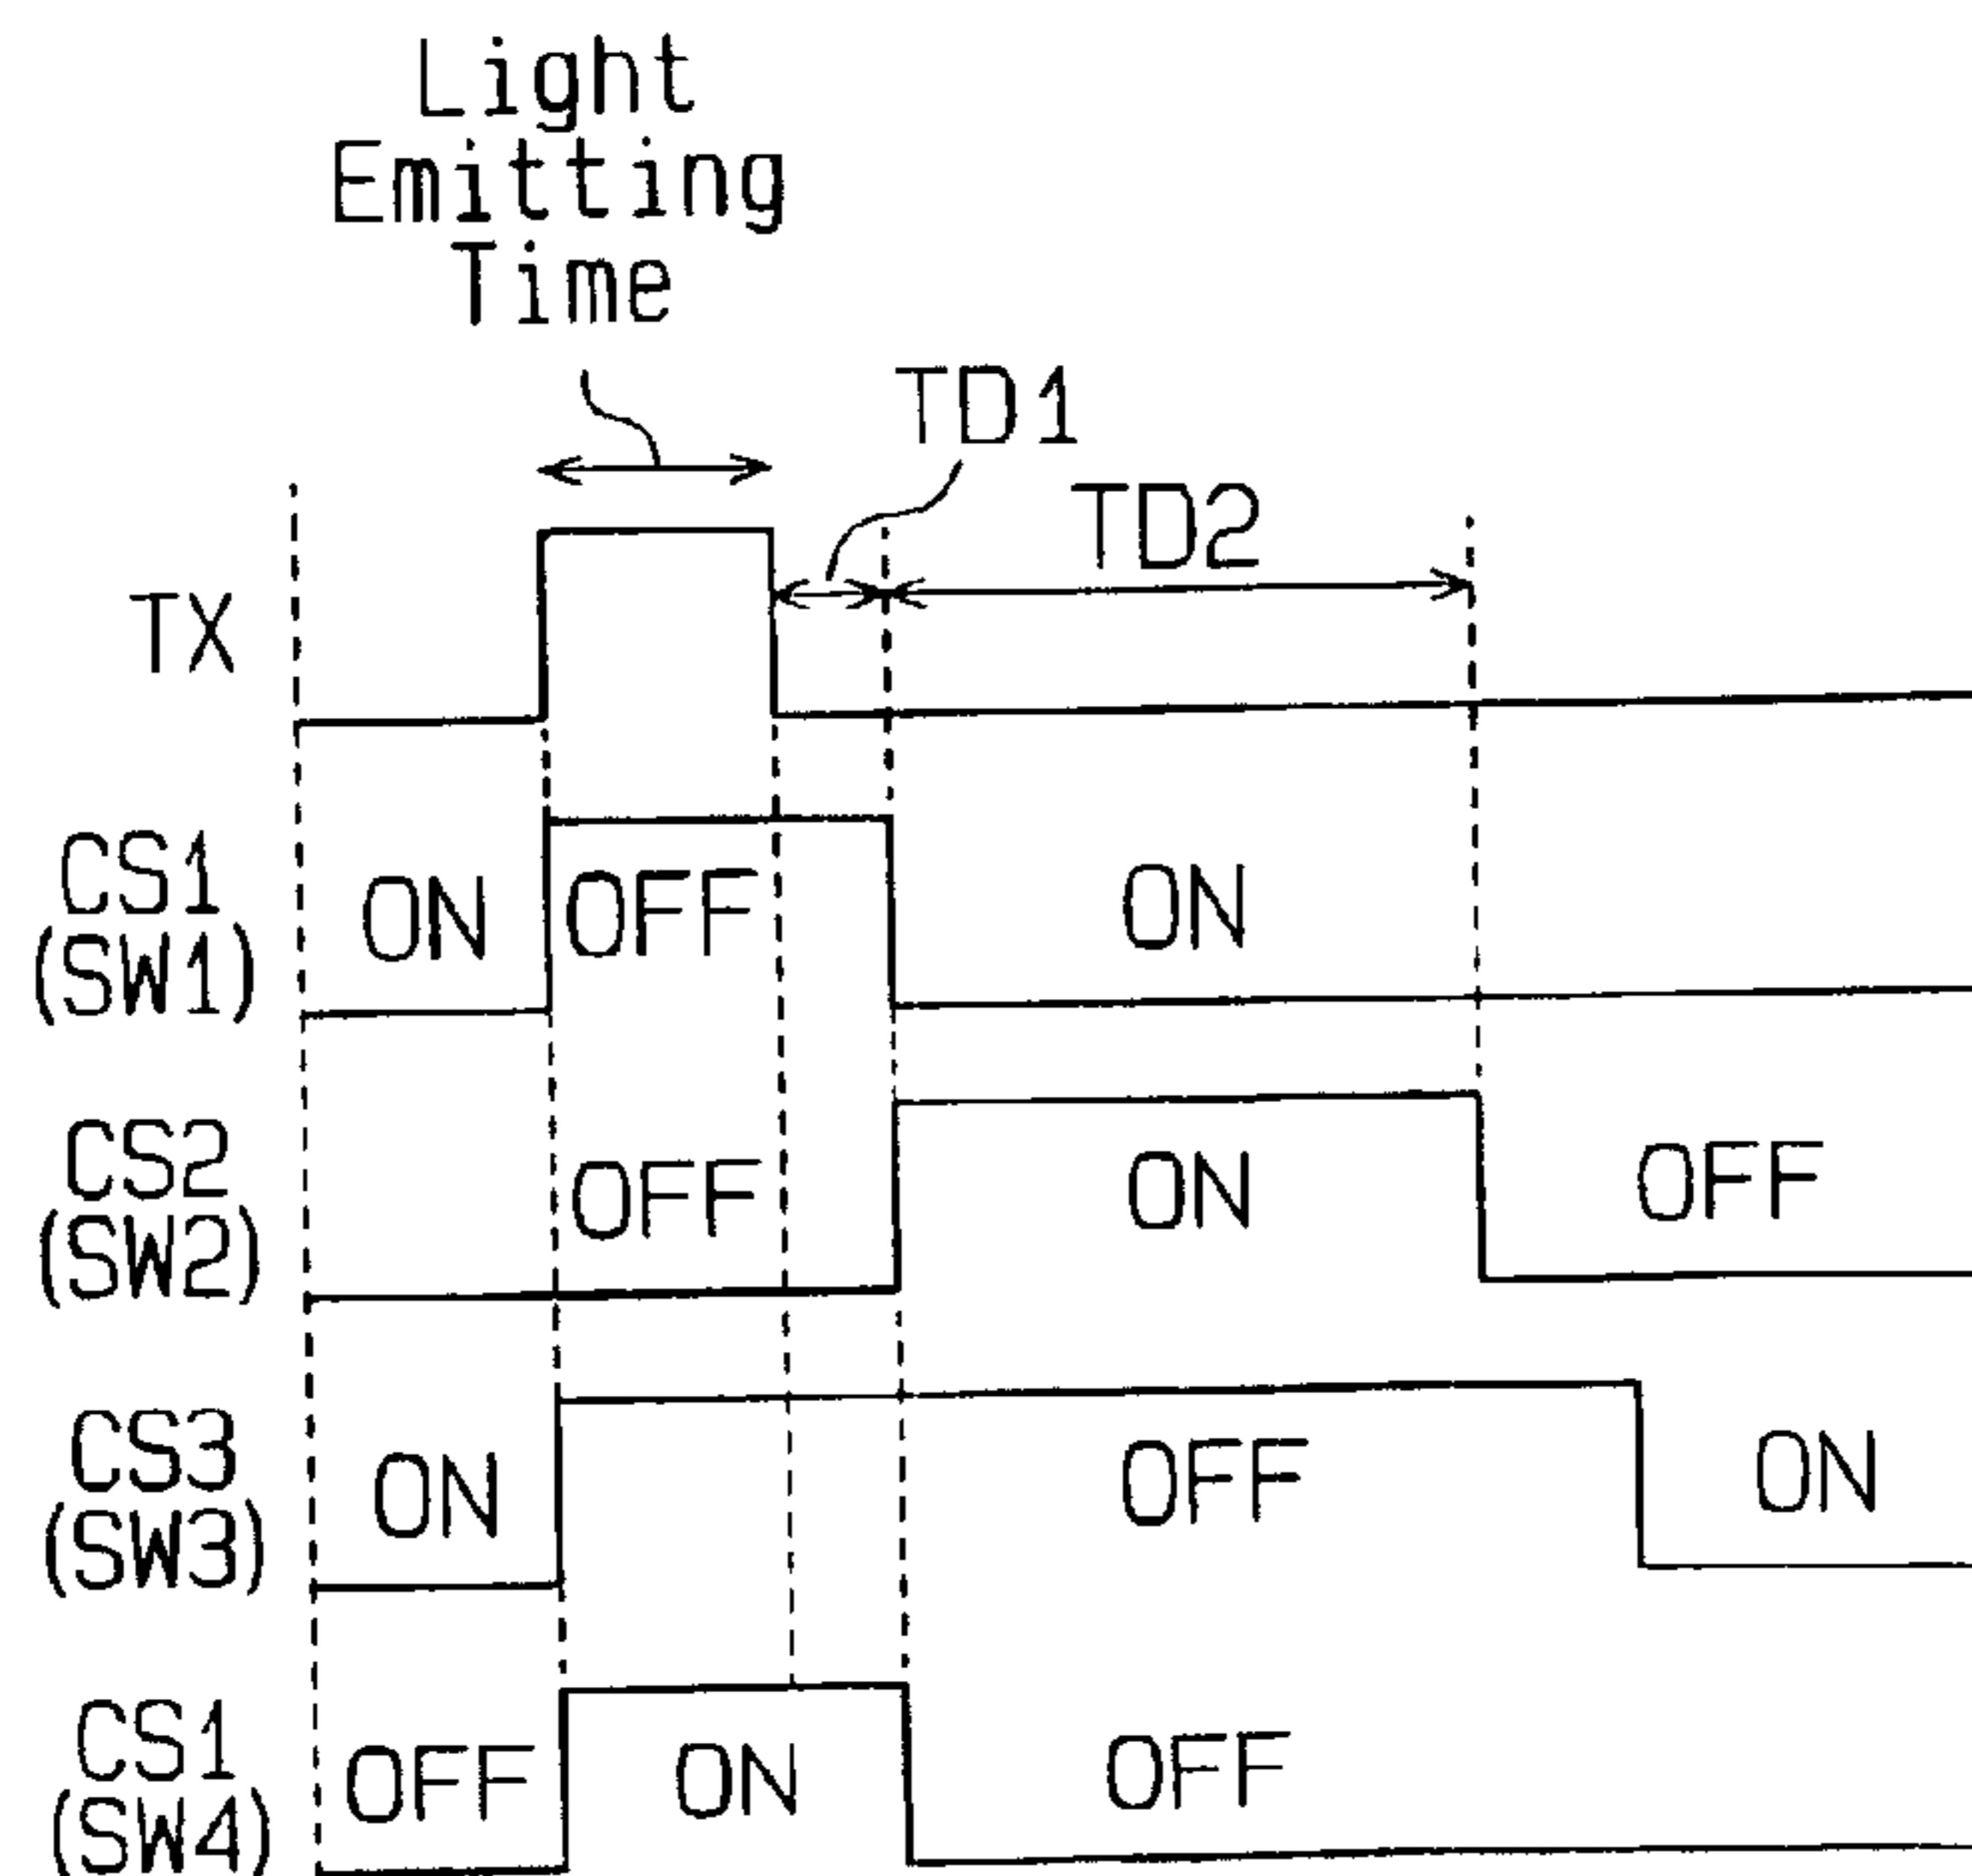 Light
Emitting
Time
TD1
TD2
TX
CS1
(SW1)
ON OFF ON
CS2
(SW2)
OFF ON OFF
CS3
(SW3)
ON OFF ON
CS1
(SW4)
OFF ON OFF